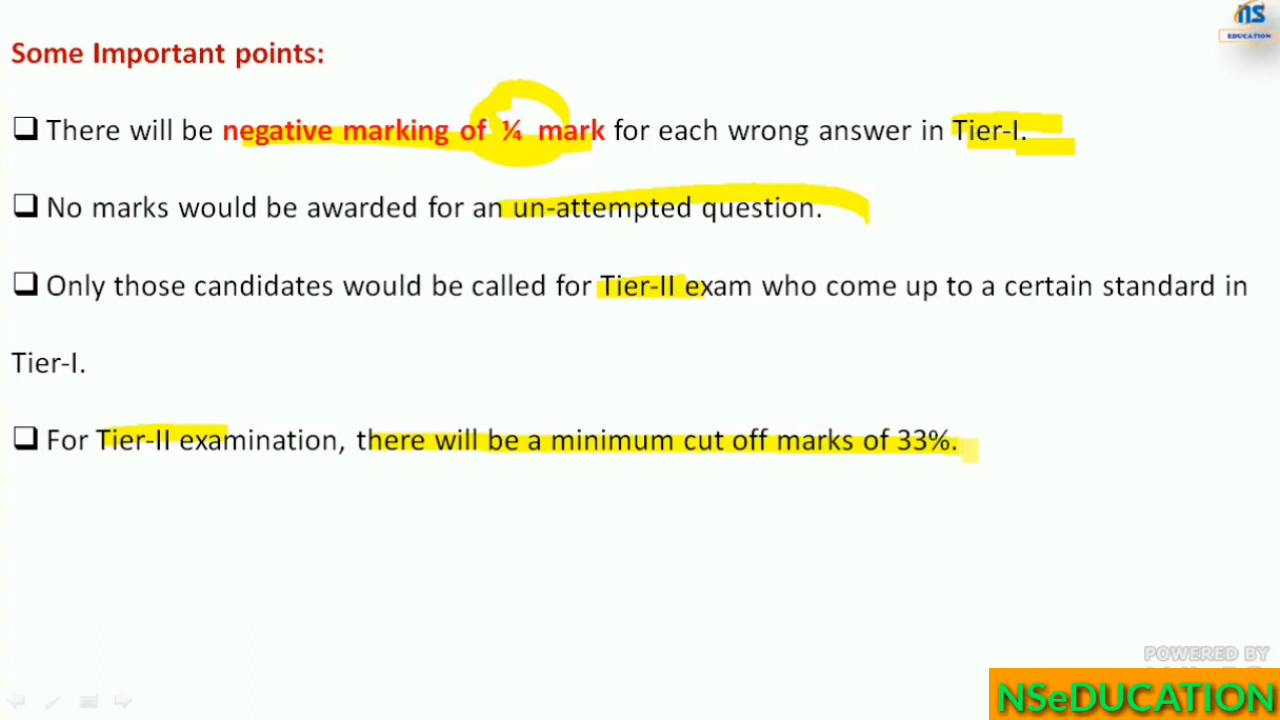 ns
EDUCATION
Some Important points:
❑ There will be negative marking of ¼ mark for each wrong answer in Tier-I.
❑ No marks would be awarded for an un-attempted question.
❑ Only those candidates would be called for Tier-II exam who come up to a certain standard in
Tier-I.
❑ For Tier-II examination, there will be a minimum cut off marks of 33%.
POWERED BY
NSeDUCATION